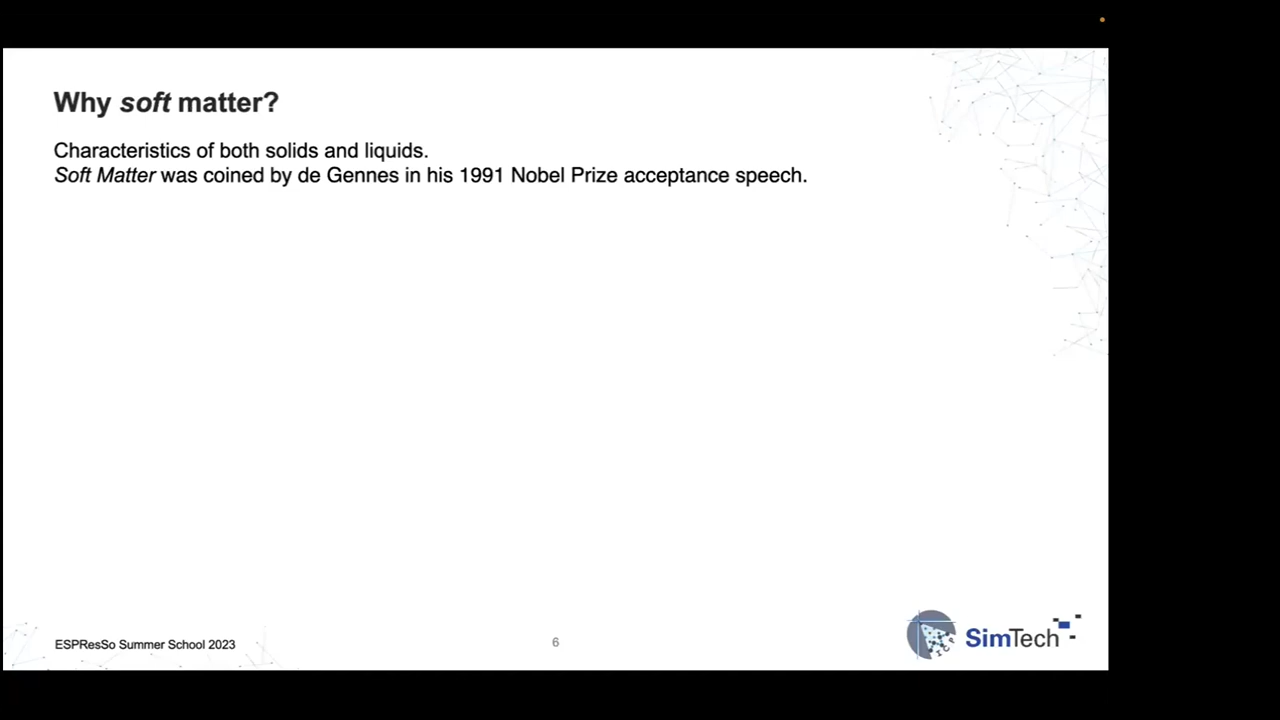 Why soft matter?
Characteristics of both solids and liquids.
Soft Matter was coined by de Gennes in his 1991 Nobel Prize acceptance speech.
ESPResSo Summer School 2023
6
ICP
SimTech